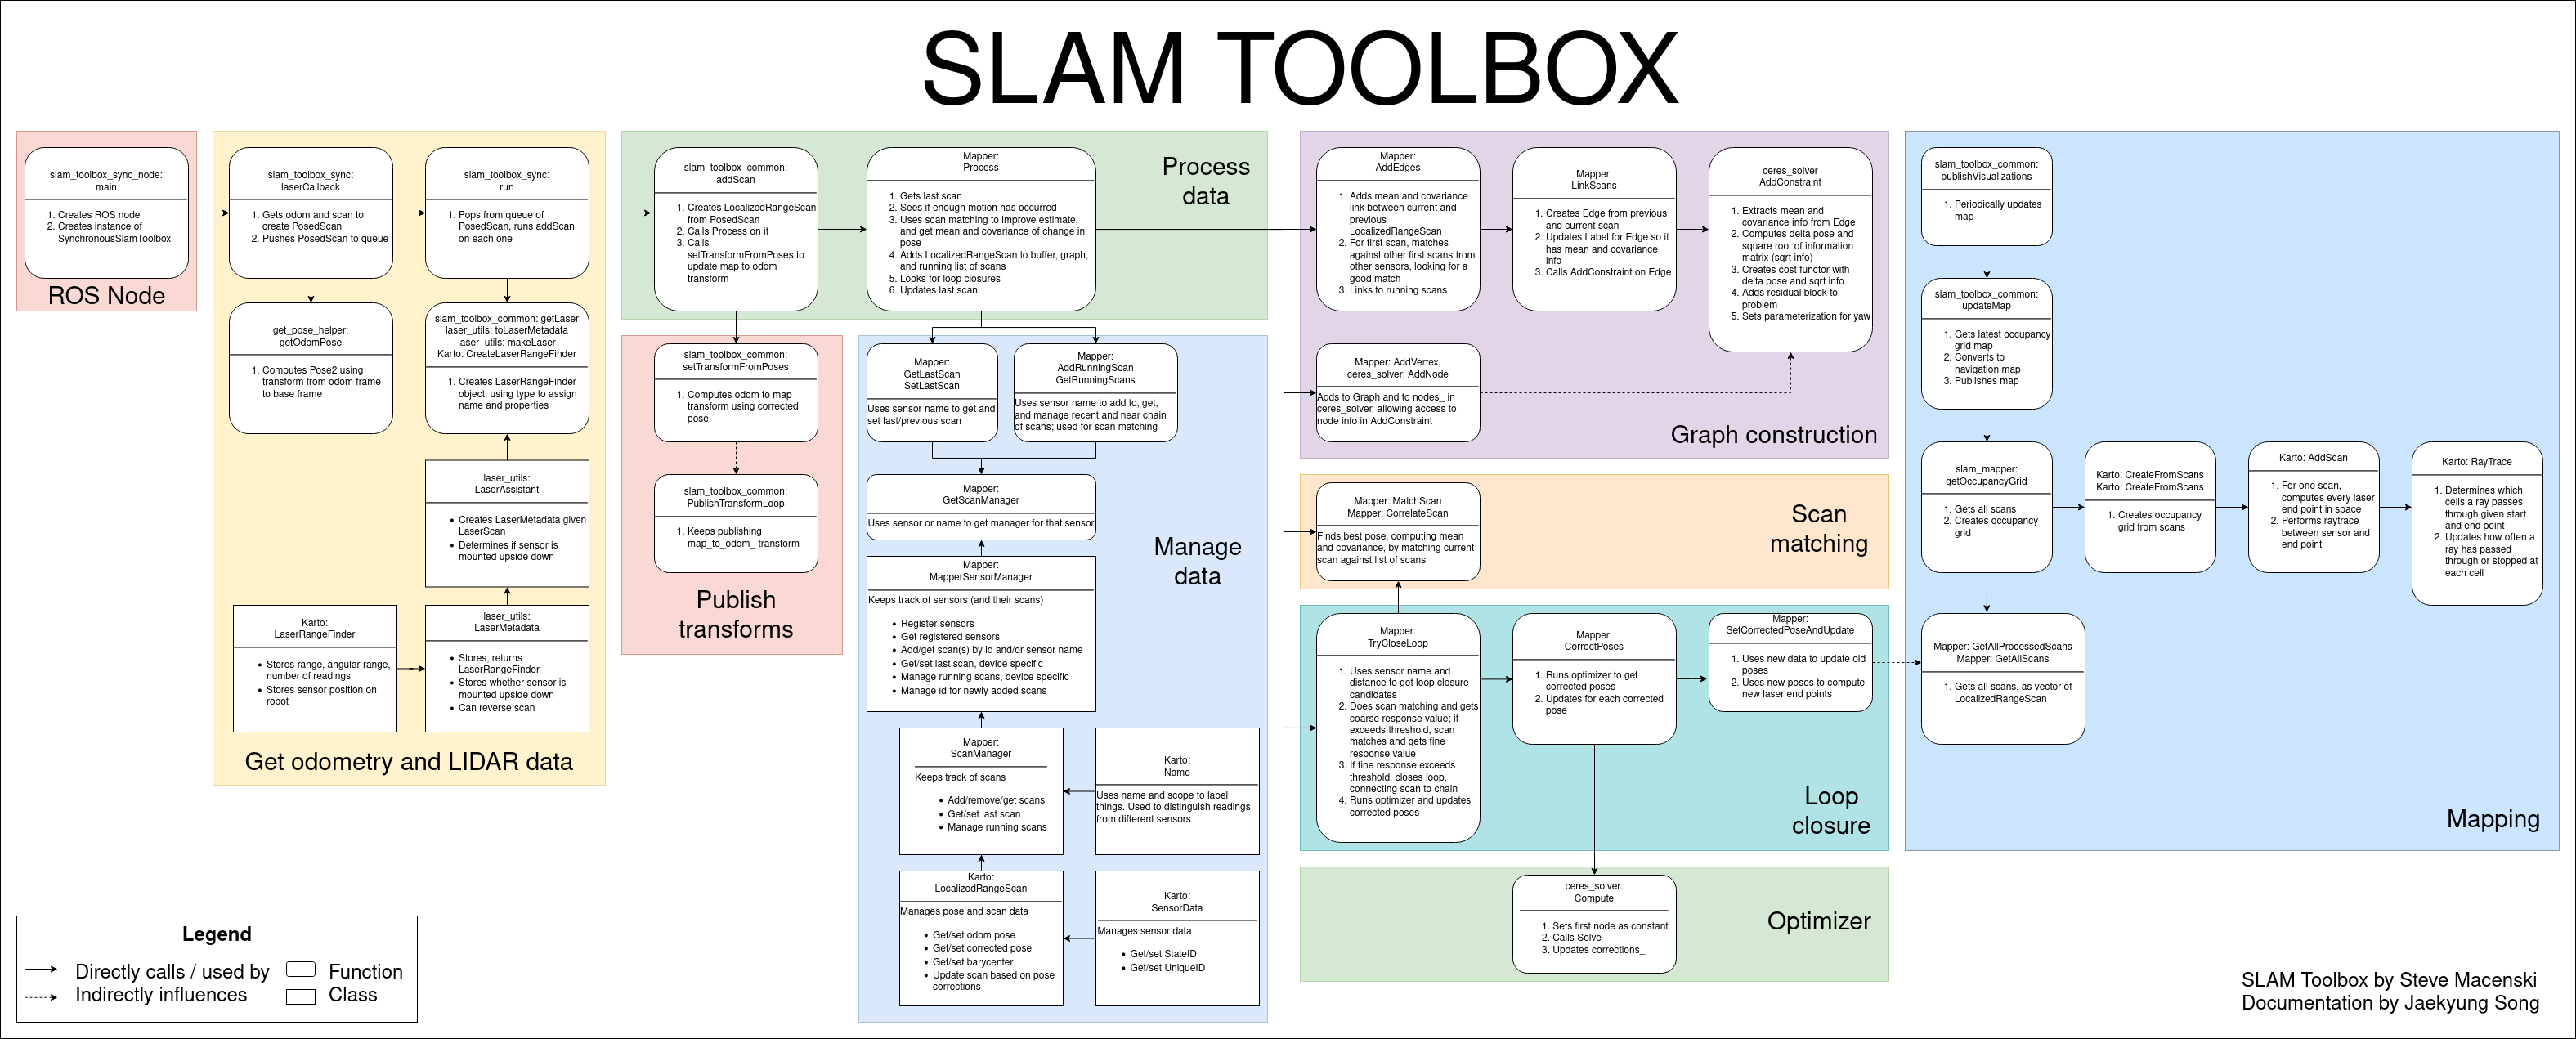 SLAM TOOLBOX
slam_toolbox_sync_node:
main
1. Creates ROS node
2. Creates instance of
SynchronousSlamToolbox
ROS Node
slam_toolbox_sync:
laserCallback
1. Gets odom and scan to
create PosedScan
2. Pushes PosedScan to queue
slam_toolbox_sync:
run
1. Pops from queue of
PosedScan, runs addScan
on each one
get_pose_helper:
getOdomPose
1. Computes Pose2 using
transform from odom frame
to base frame
slam_toolbox_common: getLaser
laser_utils: toLaserMetadata
laser_utils: makeLaser
Karto: CreateLaserRangeFinder
1. Creates LaserRangeFinder
object, using type to assign
name and properties
laser_utils:
LaserAssistant
• Creates LaserMetadata given
LaserScan
• Determines if sensor is
mounted upside down
Karto:
LaserRangeFinder
• Stores range, angular range,
number of readings
• Stores sensor position on
robot
laser_utils:
LaserMetadata
• Stores, returns
LaserRangeFinder
• Stores whether sensor is
mounted upside down
• Can reverse scan
Get odometry and LIDAR data
slam_toolbox_common:
addScan
1. Creates LocalizedRangeScan
from PosedScan
2. Calls Process on it
3. Calls
setTransformFromPoses to
update map to odom
transform
Mapper:
Process
1. Gets last scan
2. Sees if enough motion has occurred
3. Uses scan matching to improve estimate,
and get mean and covariance of change in
pose
4. Adds LocalizedRangeScan to buffer, graph,
and running list of scans
5. Looks for loop closures
6. Updates last scan
Process
data
slam_toolbox_common:
setTransformFromPoses
1. Computes odom to map
transform using corrected
pose
slam_toolbox_common:
PublishTransformLoop
1. Keeps publishing
map_to_odom_ transform
Publish
transforms
Mapper:
GetLastScan
SetLastScan
Uses sensor name to get and
set last/previous scan
Mapper:
AddRunningScan
GetRunningScans
Uses sensor name to add to, get,
and manage recent and near chain
of scans; used for scan matching
Mapper:
GetScanManager
Uses sensor or name to get manager for that sensor
Mapper:
MapperSensorManager
Keeps track of sensors (and their scans)
• Register sensors
• Get registered sensors
• Add/get scan(s) by id and/or sensor name
• Get/set last scan, device specific
• Manage running scans, device specific
• Manage id for newly added scans
Manage
data
Mapper:
ScanManager
Keeps track of scans
• Add/remove/get scans
• Get/set last scan
• Manage running scans
Karto:
Name
Uses name and scope to label
things. Used to distinguish readings
from different sensors
Karto:
LocalizedRangeScan
Manages pose and scan data
• Get/set odom pose
• Get/set corrected pose
• Get/set barycenter
• Update scan based on pose
corrections
Karto:
SensorData
Manages sensor data
• Get/set StateID
• Get/set UniqueID
Mapper:
AddEdges
1. Adds mean and covariance
link between current and
previous
LocalizedRangeScan
2. For first scan, matches
against other first scans from
other sensors, looking for a
good match
3. Links to running scans
Mapper:
LinkScans
1. Creates Edge from previous
and current scan
2. Updates Label for Edge so it
has mean and covariance
info
3. Calls AddConstraint on Edge
ceres_solver
AddConstraint
1. Extracts mean and
covariance info from Edge
2. Computes delta pose and
square root of information
matrix (sqrt info)
3. Creates cost functor with
delta pose and sqrt info
4. Adds residual block to
problem
5. Sets parameterization for yaw
Mapper: AddVertex,
ceres_solver: AddNode
Adds to Graph and to nodes_ in
ceres_solver, allowing access to
node info in AddConstraint
Graph construction
Mapper: MatchScan
Mapper: CorrelateScan
Finds best pose, computing mean
and covariance, by matching current
scan against list of scans
Scan
matching
Mapper:
TryCloseLoop
1. Uses sensor name and
distance to get loop closure
candidates
2. Does scan matching and gets
coarse response value; if
exceeds threshold, scan
matches and gets fine
response value
3. If fine response exceeds
threshold, closes loop,
connecting scan to chain
4. Runs optimizer and updates
corrected poses
Mapper:
CorrectPoses
1. Runs optimizer to get
corrected poses
2. Updates for each corrected
pose
Mapper:
SetCorrectedPoseAndUpdate
1. Uses new data to update old
poses
2. Uses new poses to compute
new laser end points
Loop
closure
ceres_solver:
Compute
1. Sets first node as constant
2. Calls Solve
3. Updates corrections_
Optimizer
slam_toolbox_common:
publishVisualizations
1. Periodically updates
map
slam_toolbox_common:
updateMap
1. Gets latest occupancy
grid map
2. Converts to
navigation map
3. Publishes map
slam_mapper:
getOccupancyGrid
1. Gets all scans
2. Creates occupancy
grid
Karto: CreateFromScans
Karto: CreateFromScans
1. Creates occupancy
grid from scans
Karto: AddScan
1. For one scan,
computes every laser
end point in space
2. Performs raytrace
between sensor and
end point
Karto: RayTrace
1. Determines which
cells a ray passes
through given start
and end point
2. Updates how often a
ray has passed
through or stopped at
each cell
Mapper: GetAllProcessedScans
Mapper: GetAllScans
1. Gets all scans, as vector of
LocalizedRangeScan
Mapping
Legend
Directly calls / used by
Indirectly influences
Function
Class
SLAM Toolbox by Steve Macenski
Documentation by Jaekyung Song